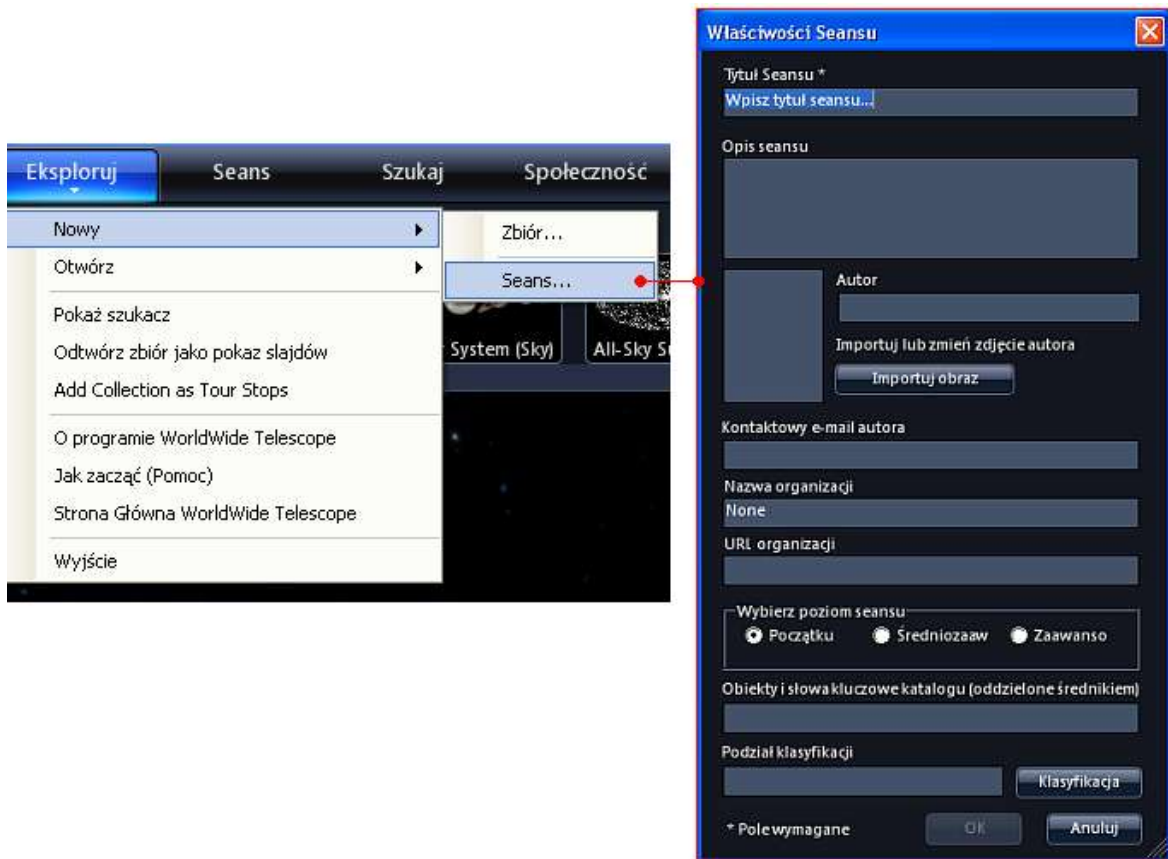 Eksploruj Seans Szukaj Społeczność
Nowy
Otwórz
Pokaż szukacz
Odtwórz zbiór jako pokaz slajdów
Add Collection as Tour Stops
O programie WorldWide Telescope
Jak zacząć (Pomoc)
Strona Główna WorldWide Telescope
Wyjście
Zbiór...
Seans...
System (Sky) All-Sky
Właściwości Seansu
Tytuł Seansu *
Wpisz tytuł seansu...
Opis seansu
Autor
Importuj lub zmień zdjęcie autora
Importuj obraz
Kontaktowy e-mail autora
Nazwa organizacji
None
URL organizacji
Wybierz poziom seansu
Początku Średniozaaw Zaawanso
Obiekty i słowa kluczowe katalogu (oddzielone średnikiem)
Podział klasyfikacji
Klasyfikacja
* Pole wymagane OK Anuluj